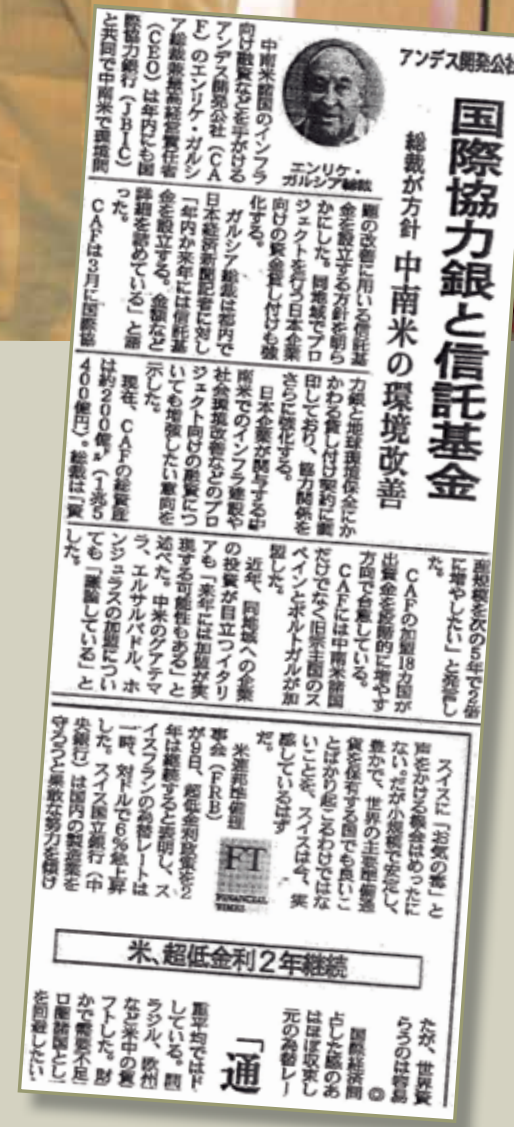 アンデス開発公社
国際協力銀と信託基金
総裁が方針 中南米の環境改善
エンリケ・
ガルシア総裁
中南米諸国のインフラ
向け融資などを手がける
アンデス開発公社（CA
F）のエンリケ・ガルシ
ア総裁兼最高経営責任者
（CEO）は年内にも国
際協力銀行（JBIC）
と共同で中南米で環境問
題の改善に用いる信託基
金を設立する方針を明ら
かにした。同地域でプロ
ジェクトを行う日本企業
向けの資金貸し付けも強
化する。
ガルシア総裁は都内で
日本経済新聞記者に対し
「年内か来年には信託基
金を設立する。金額など
詳細を詰めている」と語
った。
CAFは3月に国際協
力銀と地球環境保全にか
かわる貸し付け契約に調
印しており、協力関係を
さらに強化する。
日本企業が関与する中
南米でのインフラ建設や
社会環境改善などのプロ
ジェクト向けの融資につ
いても増強したい意向を
示した。
現在、CAFの総資産
は約200億㌦（1兆5
400億円）。総裁は「資
産規模を次の5年で2倍
に増やしたい」と発言し
た。
CAFの加盟18カ国が
出資金を段階的に増やす
方向で合意している。
CAFには中南米諸国
だけでなく旧宗主国のス
ペインとポルトガルが加
盟した。
近年、同地域への企業
の投資が目立つイタリ
アも「来年には加盟が実
現する可能性もある」と
述べた。中米のグアテマ
ラ、エルサルバドル、ホ
ンジュラスの加盟につい
ても「議論している」と
した。
スイスに「お気の毒」と
声をかける機会はめったに
ない。だが小規模で安定し、
豊かで、世界の主要準備通
貨を保有する国でも良いこ
とばかり起こるわけではな
いことを、スイスは今、実
感しているはず
だ。
米連邦準備理
事会（FRB）
が9日、超低金利政策を2
年は継続すると表明し、ス
イスフランの為替レートは
一時、対ドルで6％急上昇
した。スイス国立銀行（中
央銀行）は国内の製造業を
守ろうと果敢な努力を傾け
FT
FINANCIAL
TIMES
米、超低金利2年継続
たが、世界
らうのは容易
国際経済問
占した感のあ
はほぼ収束し
元の為替レー
「通
重平均ではド
している。
ラジル、欧州
など米中の
フトした。財
かで需要不足
ロ圏諸国とし
を回避したい